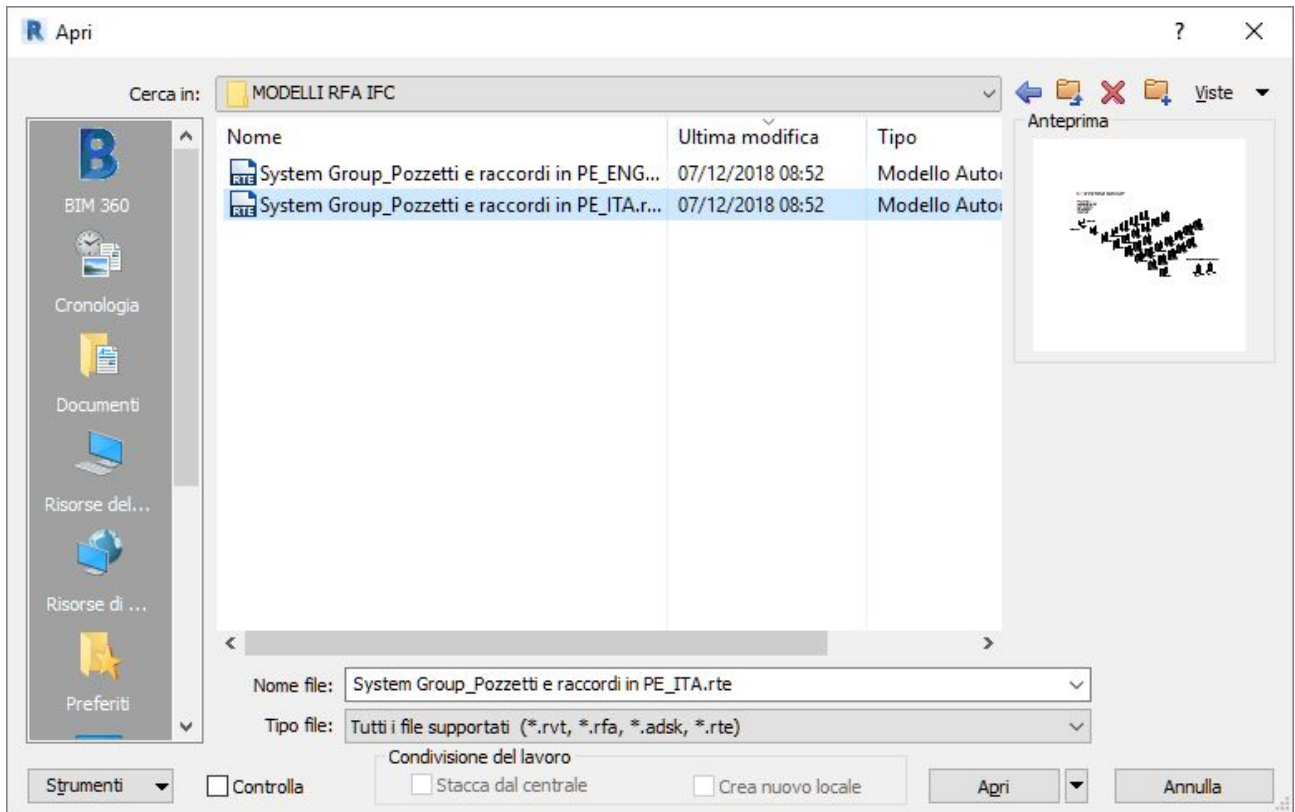 R Apri ? ×
Cerca in: MODELLI RFA IFC Viste
Nome Ultima modifica Tipo Anteprima
RTE System Group_Pozzetti e raccordi in PE_ENG... 07/12/2018 08:52 Modello Auto
RTE System Group_Pozzetti e raccordi in PE_ITA.r... 07/12/2018 08:52 Modello Auto
BIM 360
Cronologia
Documenti
Risorse del...
Risorse di ...
Preferiti
Nome file: System Group_Pozzetti e raccordi in PE_ITA.rte
Tipo file: Tutti i file supportati (*.rvt, *.rfa, *.adsk, *.rte)
Condivisione del lavoro
Strumenti Controlla Stacca dal centrale Crea nuovo locale Apri Annulla